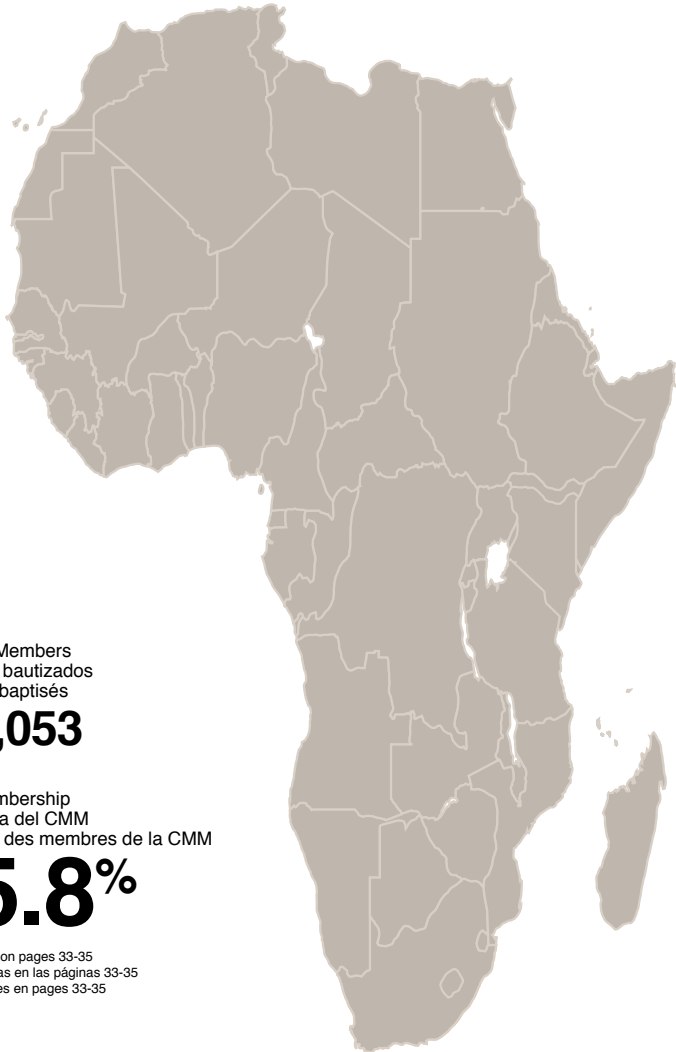 Members
bautizados
baptisés
,053
mbership
a del CMM
des membres de la CMM
5.8%
on pages 33-35
as en las páginas 33-35
es en pages 33-35